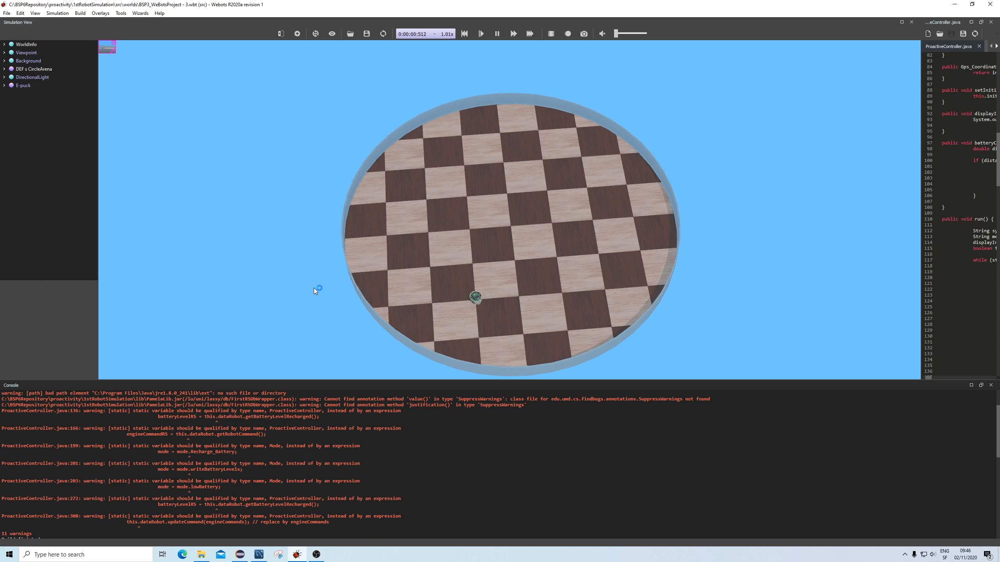 C:\BSP6Repository\proactivity\1stRobotSimulation\src\worlds\BSP3_WeBotsProject - 3.wbt (src) - Webots R2020a revision 1
File Edit View Simulation Build Overlays Tools Wizards Help
Simulation View
...eController.java
0:00:00:512 - 1.01x
WorldInfo
Viewpoint
Background
DEF s CircleArena
DirectionalLight
E-puck
ProactiveController.java
82 }
83
84 public Gps_Coordinat
85 return in
86 }
87
88 public void setIniti
89 this.init
90 }
91
92 public void displayI
93 System.ou
94
95 }
96
97 public void batteryC
98 double di
99
100 if (dista
101
102
103
104
105
106 }
107
108 }
109
110 public void run() {
111
112 String sy
113 String me
114 displayIn
115 boolean f
116
117 while (st
118
119
120
121
122
123
124
125
126
127
128
129
130
131
132
133
134
135
136
Console
warning: [path] bad path element "C:\Program Files\Java\jre1.8.0_241\lib\ext": no such file or directory
C:\BSP6Repository\proactivity\1stRobotSimulation\lib\PamelaLib.jar(/lu/uni/lassy/db/FirstRSDbWrapper.class): warning: Cannot find annotation method 'value()' in type 'SuppressWarnings': class file for edu.umd.cs.findbugs.annotations.SuppressWarnings not found
C:\BSP6Repository\proactivity\1stRobotSimulation\lib\PamelaLib.jar(/lu/uni/lassy/db/FirstRSDbWrapper.class): warning: Cannot find annotation method 'justification()' in type 'SuppressWarnings'
ProactiveController.java:136: warning: [static] static variable should be qualified by type name, ProactiveController, instead of by an expression
batteryLevelRS = this.dataRobot.getBatteryLevelRecharged();
^
ProactiveController.java:166: warning: [static] static variable should be qualified by type name, ProactiveController, instead of by an expression
engineCommandRS = this.dataRobot.getRobotCommand();
^
ProactiveController.java:199: warning: [static] static variable should be qualified by type name, Mode, instead of by an expression
mode = mode.Recharge_Battery;
^
ProactiveController.java:201: warning: [static] static variable should be qualified by type name, Mode, instead of by an expression
mode = mode.writeBatteryLevels;
^
ProactiveController.java:203: warning: [static] static variable should be qualified by type name, Mode, instead of by an expression
mode = mode.lowBattery;
^
ProactiveController.java:272: warning: [static] static variable should be qualified by type name, ProactiveController, instead of by an expression
batteryLevelRS = this.dataRobot.getBatteryLevelRecharged();
^
ProactiveController.java:308: warning: [static] static variable should be qualified by type name, ProactiveController, instead of by an expression
this.dataRobot.updateCommand(engineCommands); // replace by engineCommands
^
11 warnings
Type here to search
ENG
SF
09:46
02/11/2020
2